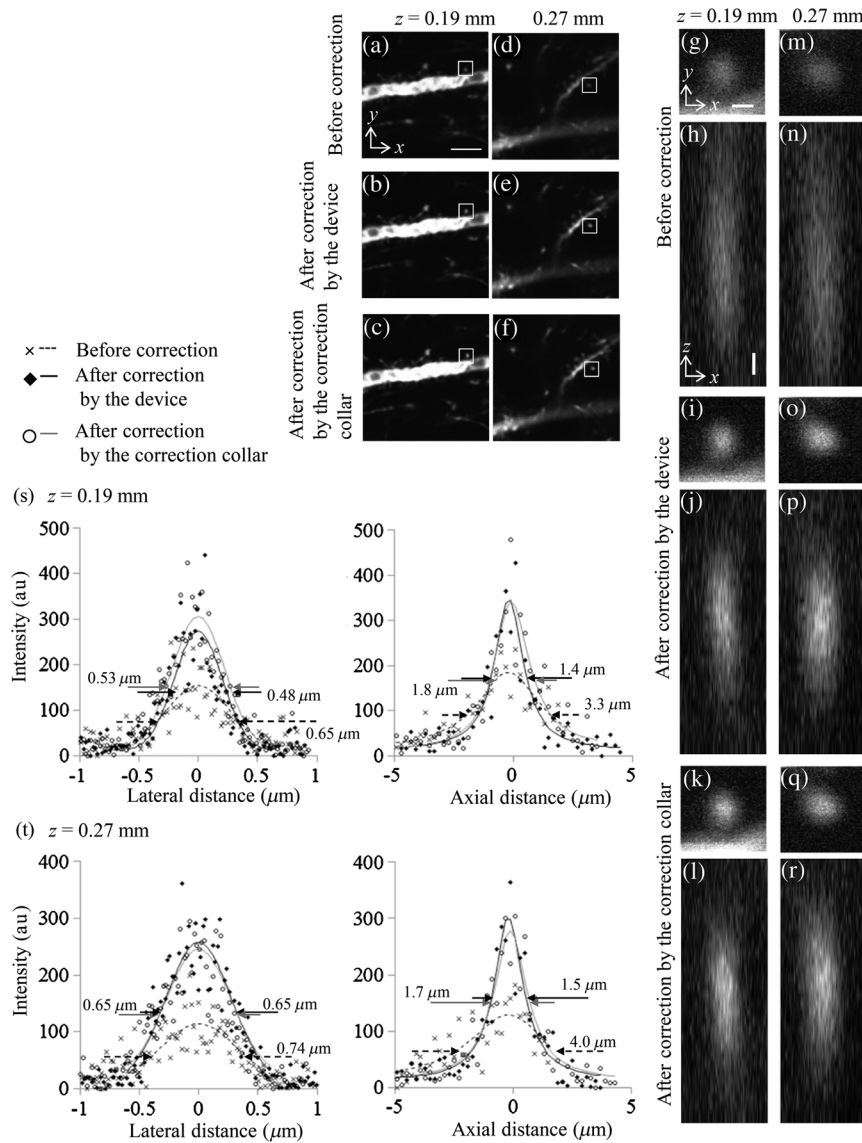 z = 0.19 mm
0.27 mm
Before correction
(a)
y
x
(d)
After correction
by the device
(b)
(e)
After correction
by the correction
collar
(c)
(f)
× --- Before correction
◆ — After correction
by the device
○ — After correction
by the correction collar
z = 0.19 mm
0.27 mm
Before correction
(g)
y
x
(m)
(h)
z
x
(n)
After correction by the device
(i)
(o)
(j)
(p)
After correction by the correction collar
(k)
(q)
(l)
(r)
(s) z = 0.19 mm
Intensity (au)
500
400
300
200
100
0
0.53 μm
0.48 μm
0.65 μm
-1
-0.5
0
0.5
1
Lateral distance (μm)
500
400
300
200
100
0
1.8 μm
1.4 μm
3.3 μm
-5
0
5
Axial distance (μm)
(t) z = 0.27 mm
Intensity (au)
400
300
200
100
0
0.65 μm
0.65 μm
0.74 μm
-1
-0.5
0
0.5
1
Lateral distance (μm)
400
300
200
100
0
1.7 μm
1.5 μm
4.0 μm
-5
0
5
Axial distance (μm)